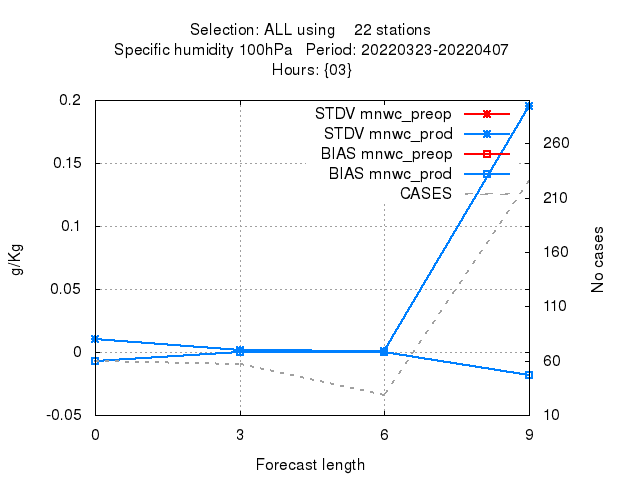 Selection: ALL using 22 stations
Specific humidity 100hPa Period: 20220323-20220407
Hours: {03}
STDV mnwc_preop
STDV mnwc_prod
BIAS mnwc_preop
BIAS mnwc_prod
CASES
0.2
0.15
0.1
0.05
0
-0.05
g/Kg
260
210
160
110
60
10
No cases
0 3 6 9
Forecast length